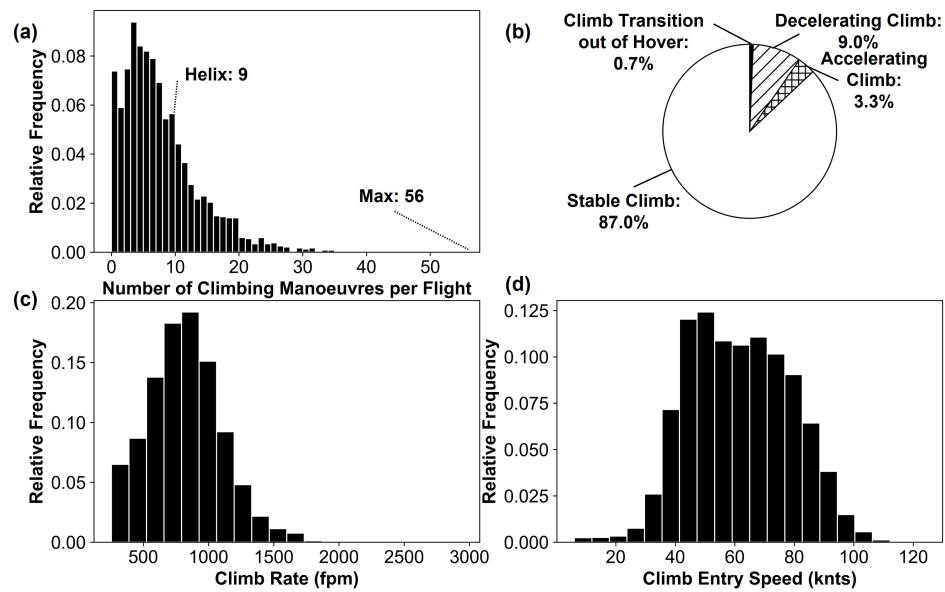 (a)
Relative Frequency
0.08
0.06
0.04
0.02
0.00
Helix: 9
Max: 56
0 10 20 30 40 50
Number of Climbing Manoeuvres per Flight
(b)
Climb Transition
out of Hover:
0.7%
Decelerating Climb:
9.0%
Accelerating
Climb:
3.3%
Stable Climb:
87.0%
(c)
Relative Frequency
0.20
0.15
0.10
0.05
0.00
500 1000 1500 2000 2500 3000
Climb Rate (fpm)
(d)
Relative Frequency
0.125
0.100
0.075
0.050
0.025
0.000
20 40 60 80 100 120
Climb Entry Speed (knts)